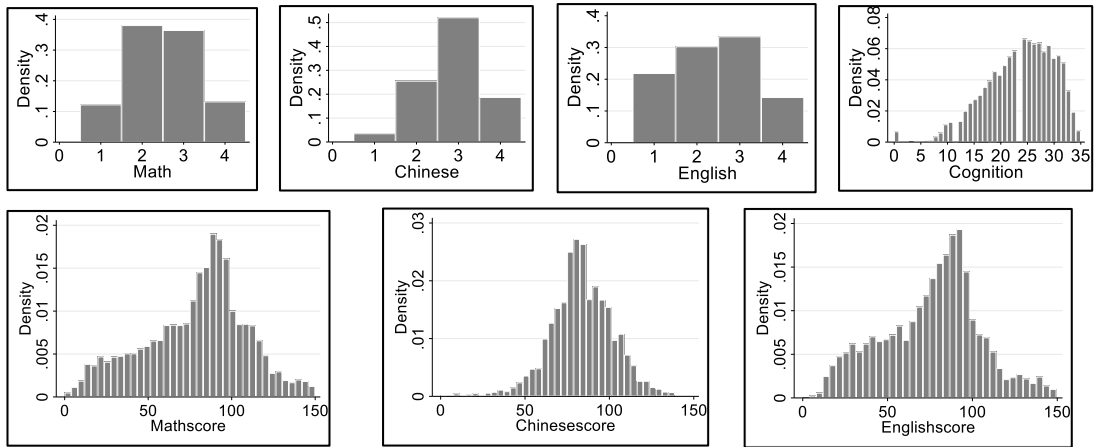 Density
0 .1 .2 .3 .4
0 1 2 3 4
Math
Density
0 .1 .2 .3 .4 .5
0 1 2 3 4
Chinese
Density
0 .1 .2 .3 .4
0 1 2 3 4
English
Density
0 .02 .04 .06 .08
0 5 10 15 20 25 30 35
Cognition
Density
0 .005 .01 .015 .02
0 50 100 150
Mathscore
Density
0 .01 .02 .03
0 50 100 150
Chinesescore
Density
0 .005 .01 .015 .02
0 50 100 150
Englishscore